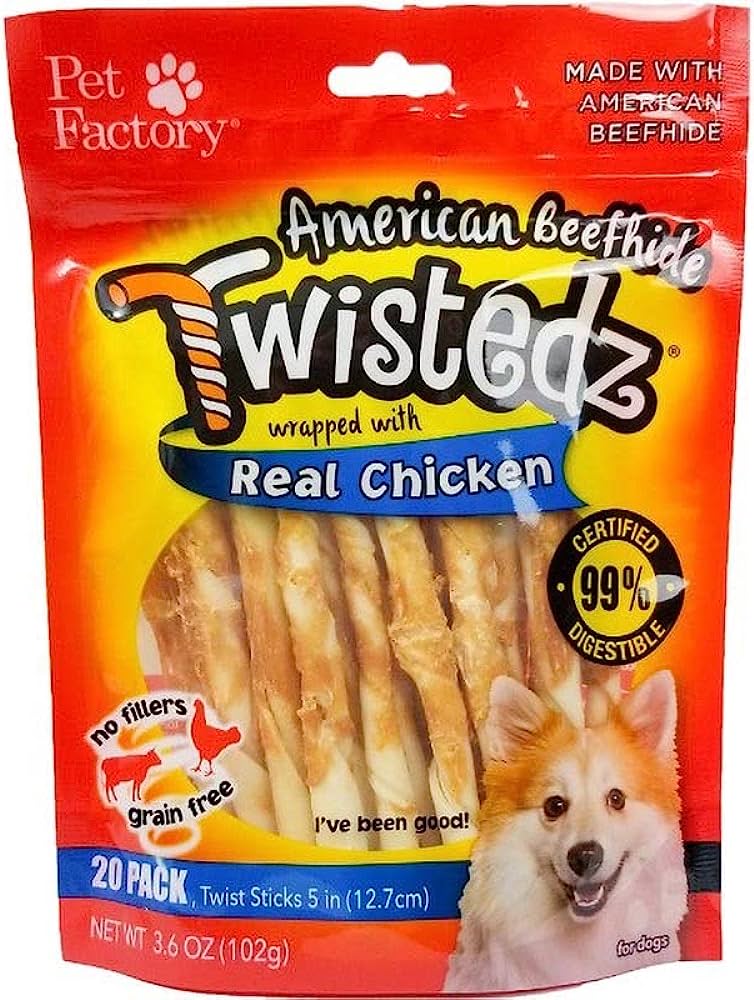 Pet
Factory®
MADE WITH
AMERICAN
BEEFHIDE
American Beefhide
Twistedz®
wrapped with
Real Chicken
CERTIFIED
99%
DIGESTIBLE
no fillers
grain free
I've been good!
20 PACK, Twist Sticks 5 in (12.7cm)
NET WT 3.6 OZ (102g)
for dogs